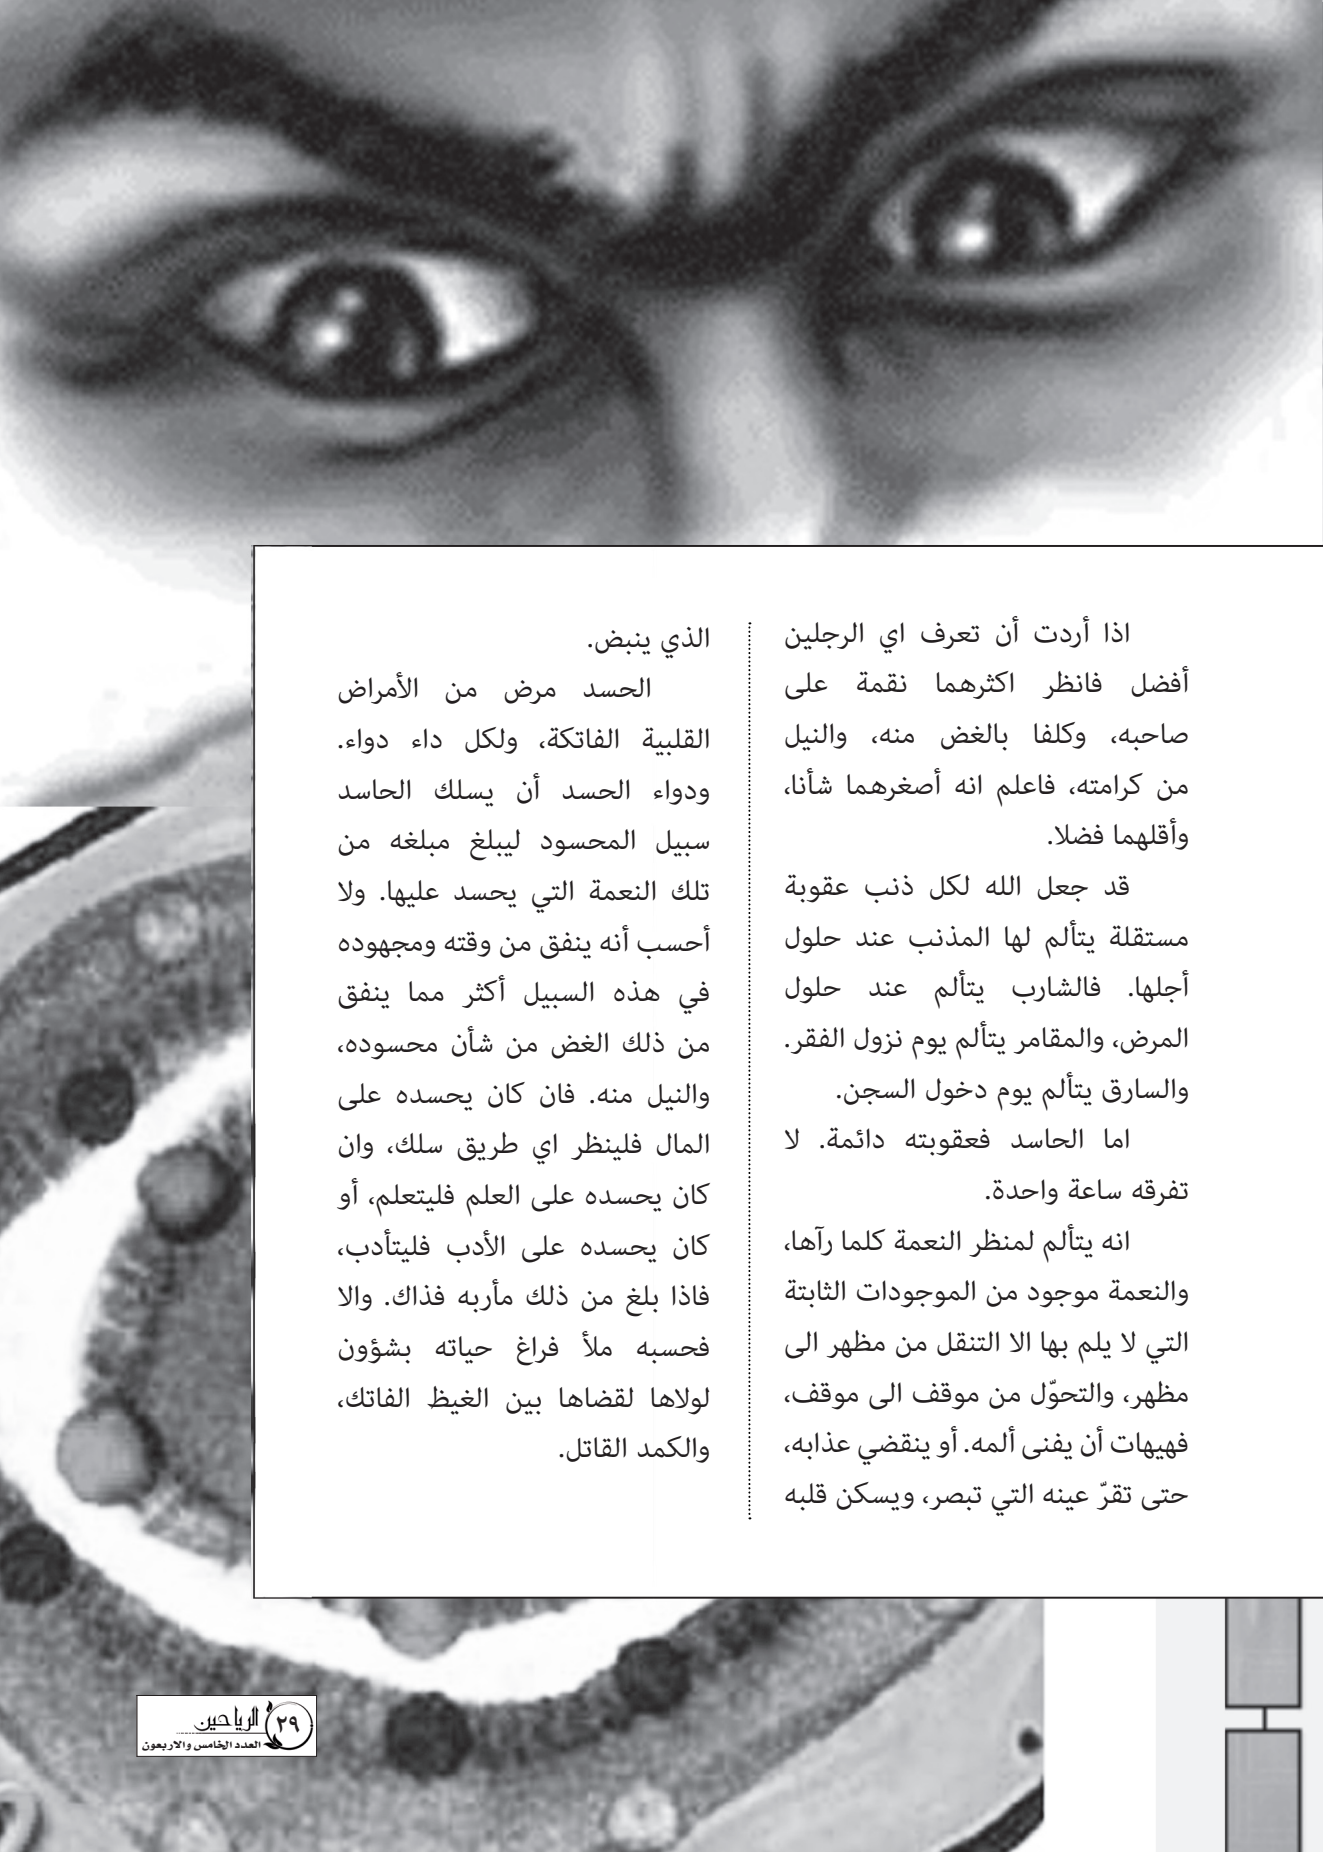 اذا أردت أن تعرف اي الرجلين
أفضل فانظر اكثرهما نقمة على
صاحبه، وكلفا بالغض منه، والنيل
من كرامته، فاعلم انه أصغرهما شأنا،
وأقلهما فضلا.
قد جعل الله لكل ذنب عقوبة
مستقلة يتألم لها المذنب عند حلول
أجلها. فالشارب يتألم عند حلول
المرض، والمقامر يتألم يوم نزول الفقر.
والسارق يتألم يوم دخول السجن.
اما الحاسد فعقوبته دائمة. لا
تفرقه ساعة واحدة.
انه يتألم لمنظر النعمة كلما رآها،
والنعمة موجود من الموجودات الثابتة
التي لا يلم بها الا التنقل من مظهر الى
مظهر، والتحوّل من موقف الى موقف،
فهيهات أن يفنى ألمه. أو ينقضي عذابه،
حتى تقرّ عينه التي تبصر، ويسكن قلبه
الذي ينبض.
الحسد مرض من الأمراض
القلبية الفاتكة، ولكل داء دواء.
ودواء الحسد أن يسلك الحاسد
سبيل المحسود ليبلغ مبلغه من
تلك النعمة التي يحسد عليها. ولا
أحسب أنه ينفق من وقته ومجهوده
في هذه السبيل أكثر مما ينفق
من ذلك الغض من شأن محسوده،
والنيل منه. فان كان يحسده على
المال فلينظر اي طريق سلك، وان
كان يحسده على العلم فليتعلم، أو
كان يحسده على الأدب فليتأدب،
فاذا بلغ من ذلك مأربه فذاك. والا
فحسبه ملأ فراغ حياته بشؤون
لولاها لقضاها بين الغيظ الفاتك،
والكمد القاتل.
٢٩
الرياحين
العدد الخامس والاربعون